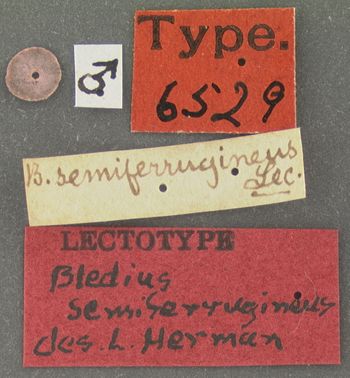 ♂
Type.
6529
B. semiferrugineus
Lec.
LECTOTYPE
Bledius
semiferrugineus
des. L. Herman